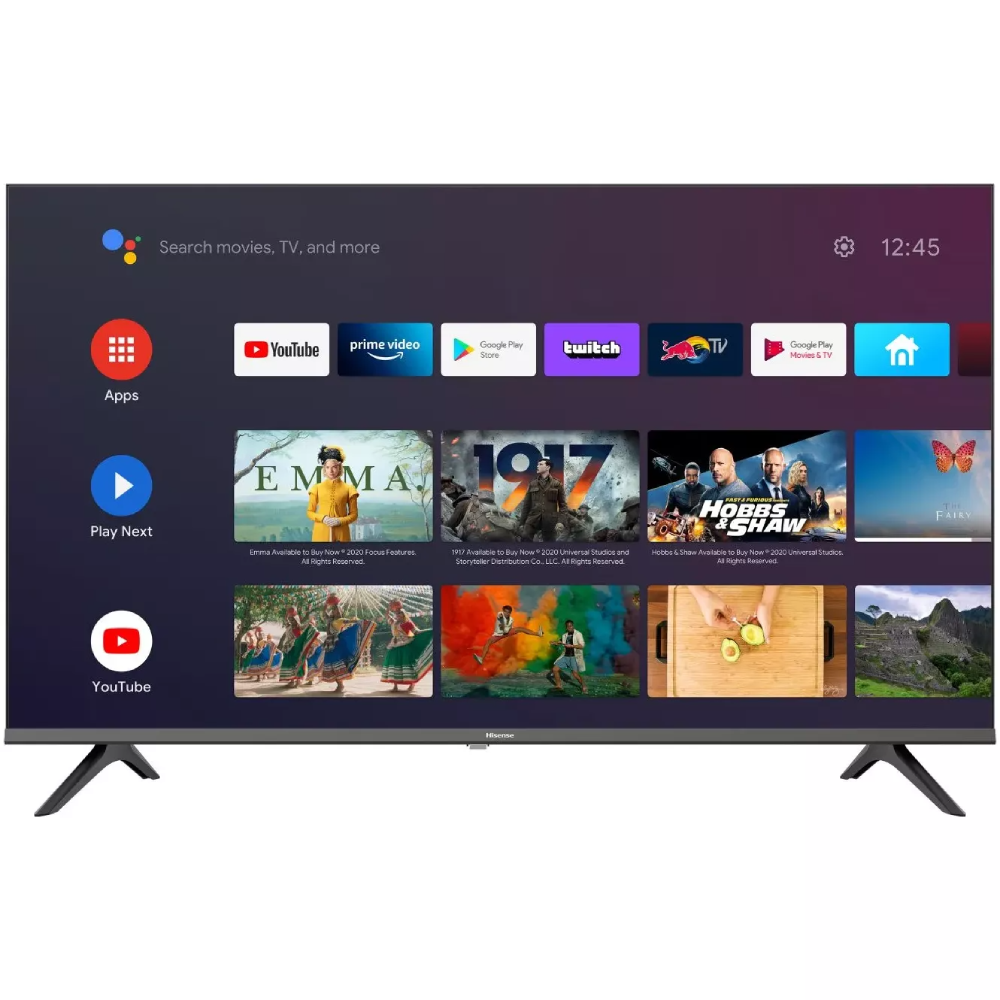 Search movies, TV, and more
12:45
YouTube
prime video
Google Play
Store
twitch
TV
Google Play
Movies & TV
Apps
EMMA.
1917
FAST & FURIOUS
HOBBS
& SHAW
THE
FAIRY
Play Next
Emma Available to Buy Now © 2020 Focus Features.
All Rights Reserved.
1917 Available to Buy Now © 2020 Universal Studios and
Storyteller Distribution Co., LLC. All Rights Reserved.
Hobbs & Shaw Available to Buy Now © 2020 Universal Studios.
All Rights Reserved.
YouTube
Hisense